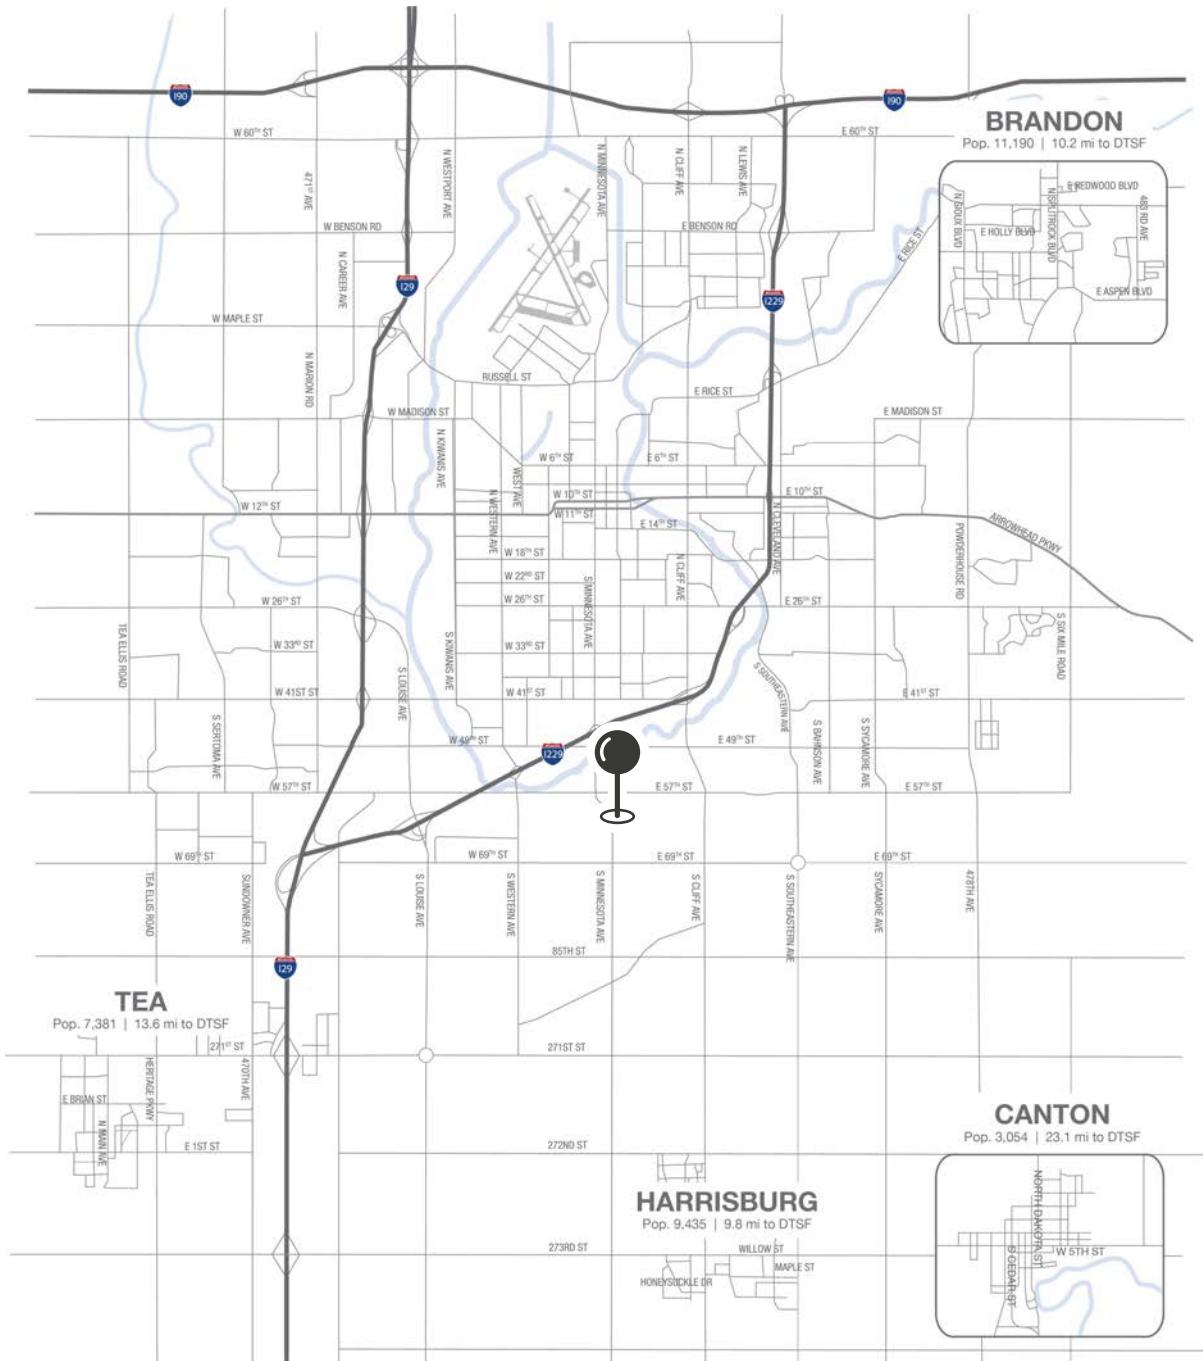 I90
I90
W 60TH ST
E 60TH ST
BRANDON
Pop. 11,190 | 10.2 mi to DTSF
471ST AVE
N WESTPORT AVE
N MINNESOTA AVE
N CLIFF AVE
N LEWIS AVE
E REDWOOD BLVD
N SIOUX BLVD
N SPLITROCK BLVD
483 RD AVE
E HOLLY BLVD
E ASPEN BLVD
W BENSON RD
E BENSON RD
E RICE ST
N CAREER AVE
I29
I229
W MAPLE ST
N MARION RD
RUSSELL ST
E RICE ST
W MADISON ST
E MADISON ST
N KIWANIS AVE
W 6TH ST
E 6TH ST
WEST AVE
N WESTERN AVE
W 10TH ST
E 10TH ST
W 12TH ST
W 11TH ST
E 14TH ST
N CLEVELAND AVE
POWDERHOUSE RD
ARROWHEAD PKWY
W 18TH ST
N CLIFF AVE
W 22ND ST
S MINNESOTA AVE
W 26TH ST
W 26TH ST
E 26TH ST
TEA ELLIS ROAD
S KIWANIS AVE
S SIX MILE ROAD
W 33RD ST
W 33RD ST
S LOUISE AVE
S SOUTHEASTERN AVE
W 41ST ST
W 41ST ST
E 41ST ST
S SERTOMA AVE
S BAHNSON AVE
S SYCAMORE AVE
W 49TH ST
E 49TH ST
I229
W 57TH ST
E 57TH ST
E 57TH ST
W 69TH ST
W 69TH ST
E 69TH ST
E 69TH ST
TEA ELLIS ROAD
SUNDOWNER AVE
S LOUISE AVE
S WESTERN AVE
S MINNESOTA AVE
S CLIFF AVE
S SOUTHEASTERN AVE
SYCAMORE AVE
478TH AVE
85TH ST
I29
TEA
Pop. 7,381 | 13.6 mi to DTSF
271ST ST
271ST ST
HERITAGE PKWY
470TH AVE
E BRIAN ST
N MAIN AVE
E 1ST ST
272ND ST
CANTON
Pop. 3,054 | 23.1 mi to DTSF
NORTH DAKOTA ST
W 5TH ST
S CEDAR ST
HARRISBURG
Pop. 9,435 | 9.8 mi to DTSF
273RD ST
WILLOW ST
MAPLE ST
HONEYSUCKLE DR